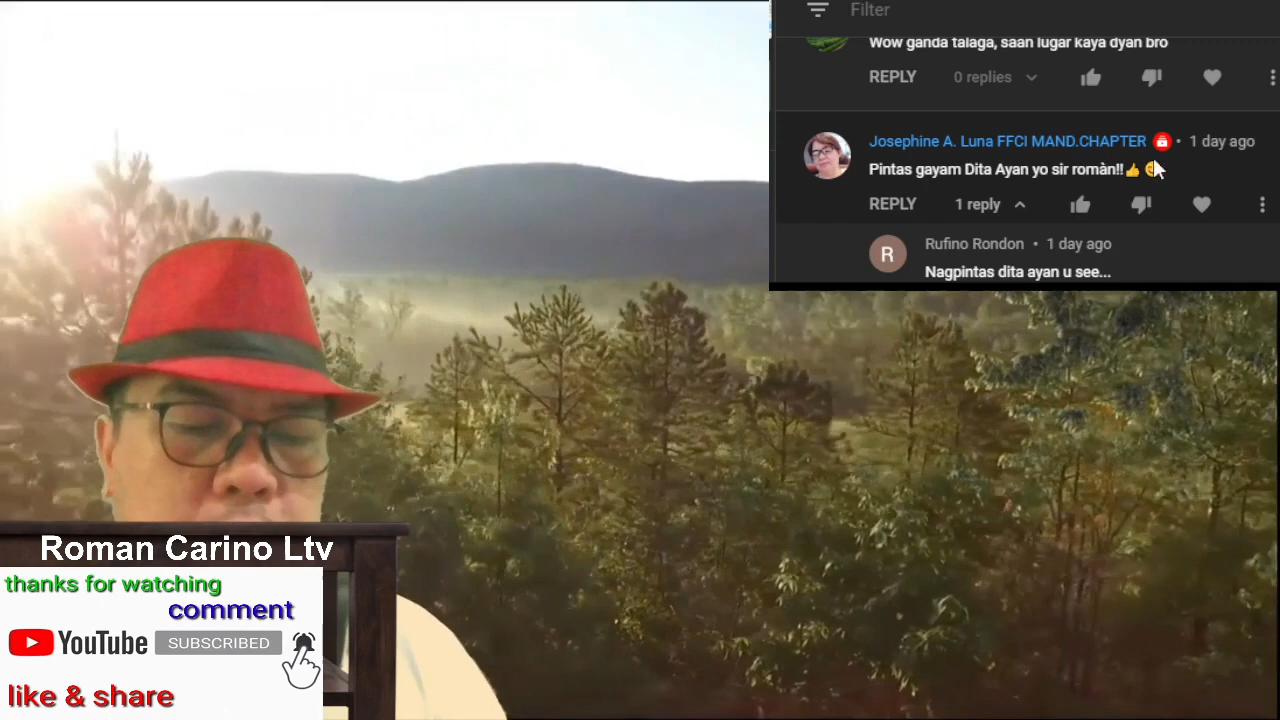 Filter
Wow ganda talaga, saan lugar kaya dyan bro
REPLY 0 replies
Josephine A. Luna FFCI MAND.CHAPTER • 1 day ago
Pintas gayam Dita Ayan yo sir romàn!!👍
REPLY 1 reply
R
Rufino Rondon • 1 day ago
Nagpintas dita ayan u see...
Roman Carino Ltv
thanks for watching
comment
YouTube SUBSCRIBED
like & share